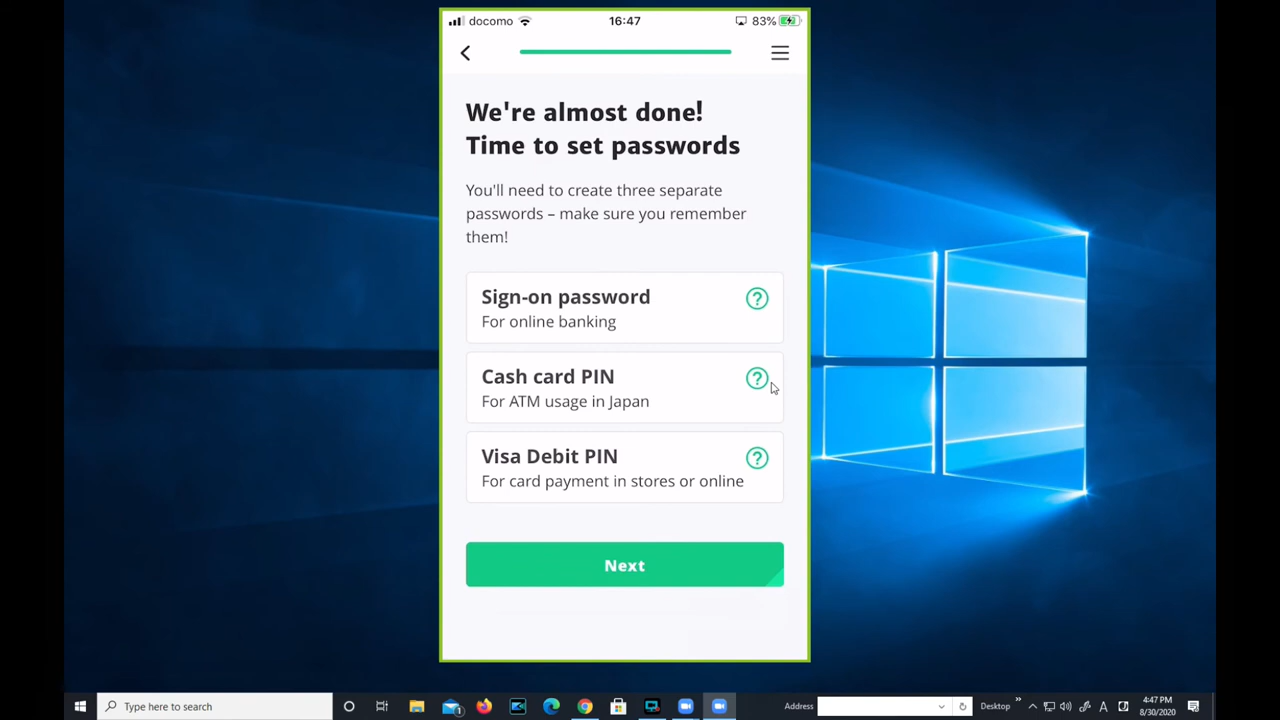 docomo 16:47 83%
We're almost done!
Time to set passwords
You'll need to create three separate
passwords – make sure you remember
them!
Sign-on password
For online banking
Cash card PIN
For ATM usage in Japan
Visa Debit PIN
For card payment in stores or online
Next
Type here to search
Address
Desktop
A
4:47 PM
8/30/2020